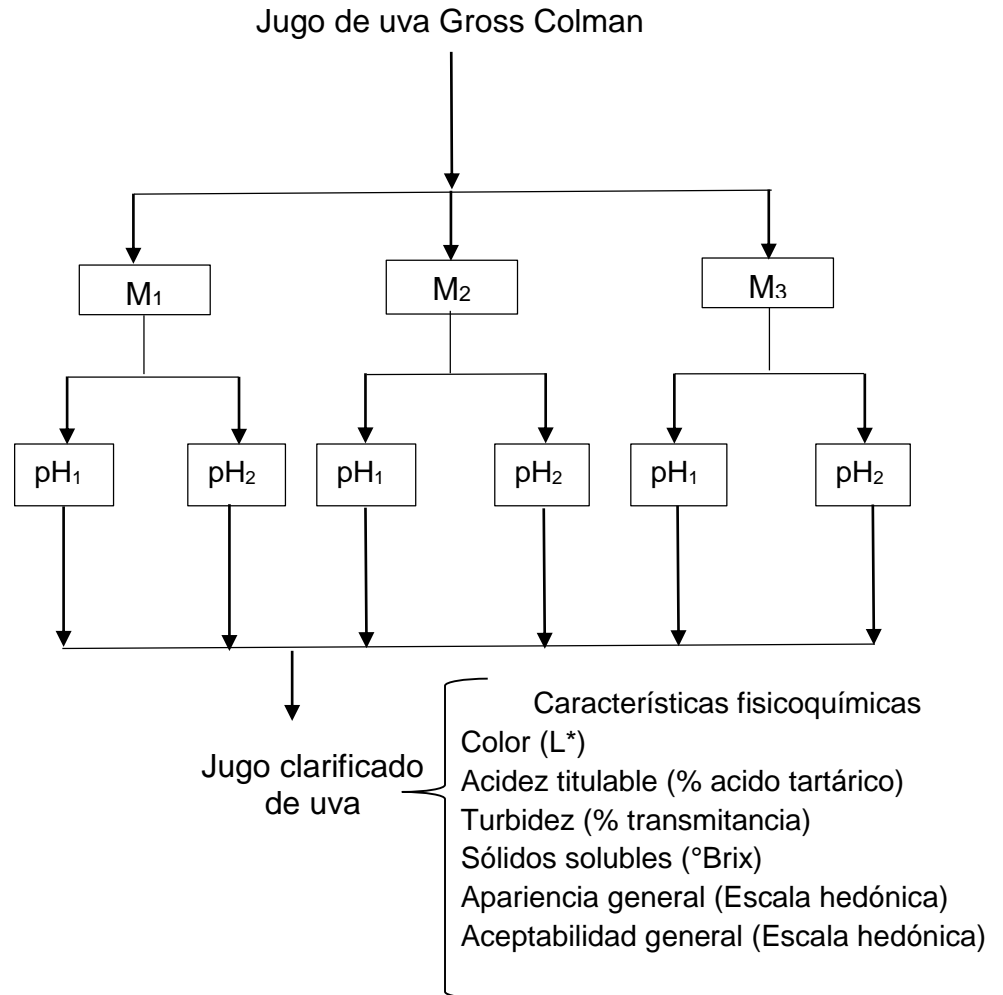 Jugo de uva Gross Colman
M₁
M₂
M₃
pH₁
pH₂
pH₁
pH₂
pH₁
pH₂
Jugo clarificado
de uva
Características fisicoquímicas
Color (L*)
Acidez titulable (% acido tartárico)
Turbidez (% transmitancia)
Sólidos solubles (°Brix)
Apariencia general (Escala hedónica)
Aceptabilidad general (Escala hedónica)